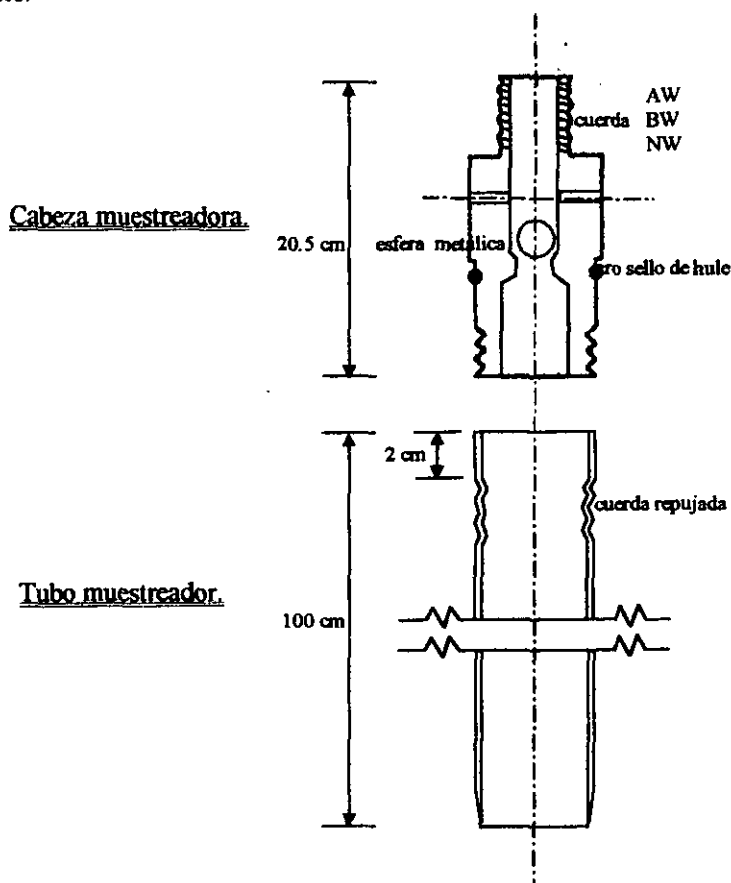 AW
cuerda BW
NW
Cabeza muestreadora.
20.5 cm
esfera metálica
ro sello de hule
2 cm
cuerda repujada
Tubo muestreador.
100 cm